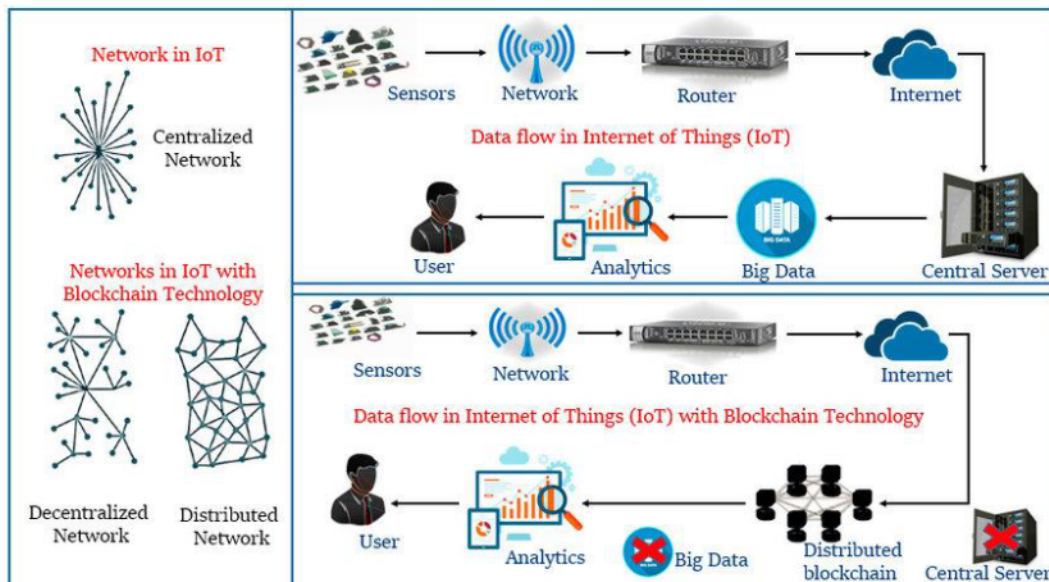 Network in IoT
Centralized
Network
Networks in IoT with
Blockchain Technology
Decentralized
Network
Distributed
Network
Sensors
Network
Router
Internet
Data flow in Internet of Things (IoT)
User
Analytics
BIG DATA
Big Data
Central Server
Sensors
Network
Router
Internet
Data flow in Internet of Things (IoT) with Blockchain Technology
User
Analytics
Big Data
Distributed
blockchain
Central Server